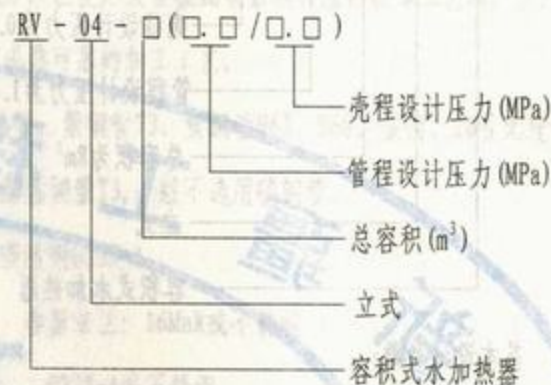 RV-04-□(□.□/□.□)
壳程设计压力(MPa)
管程设计压力(MPa)
总容积(m³)
立式
容积式水加热器